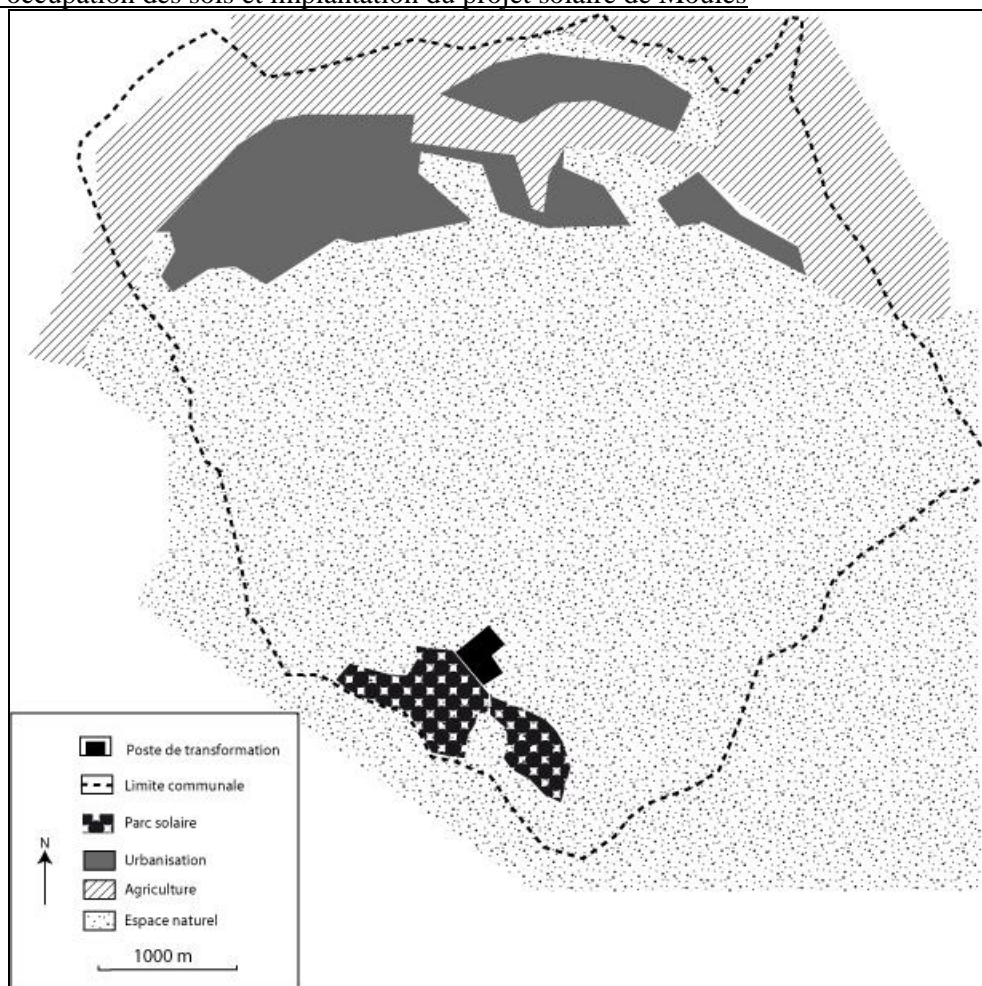 occupation des sols et implantation du projet solaire de Moules
Poste de transformation
Limite communale
Parc solaire
Urbanisation
Agriculture
Espace naturel
N
1000 m